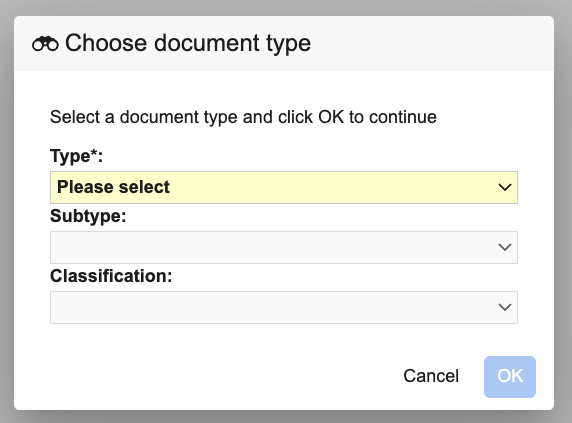 Choose document type
Select a document type and click OK to continue
Type*:
Please select
Subtype:
Classification:
Cancel OK